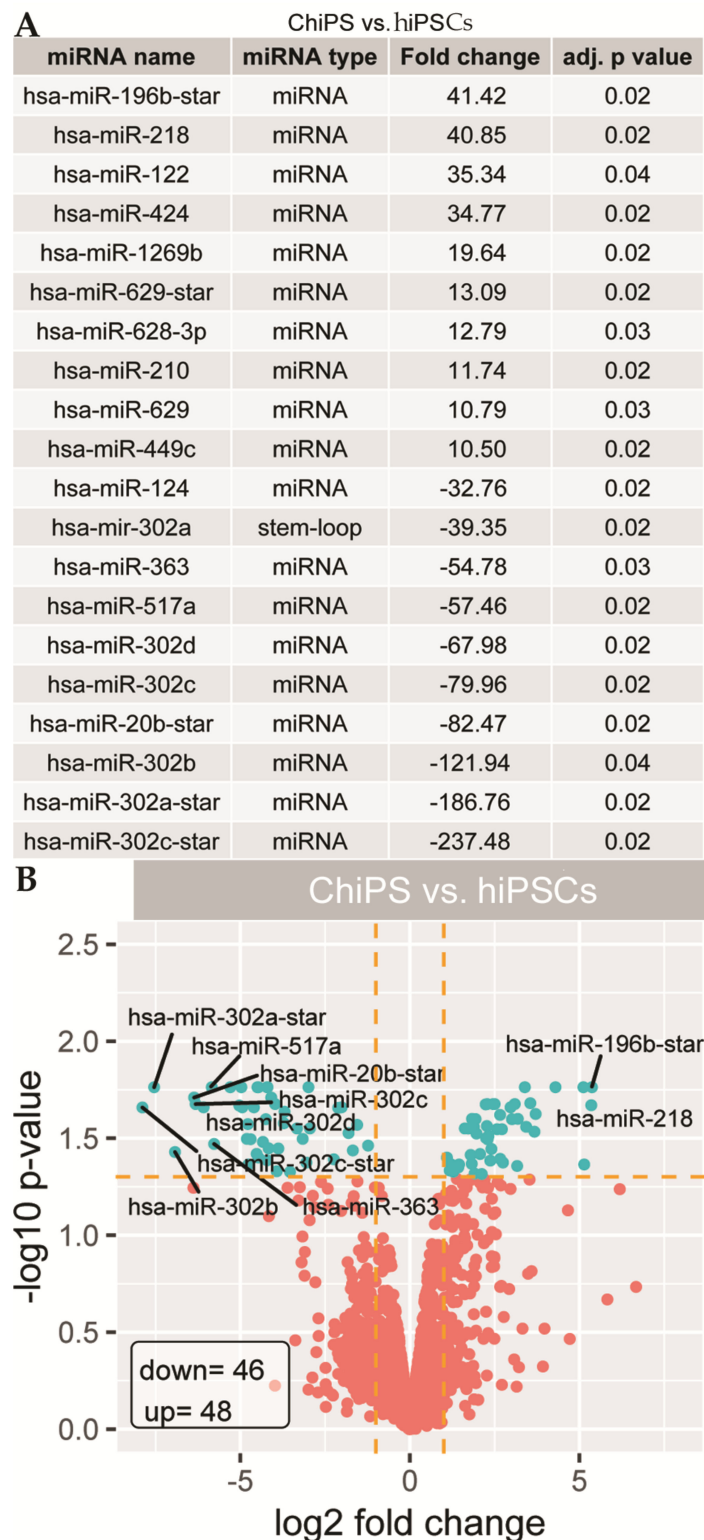 A
ChiPS vs. hiPSCs
miRNA name miRNA type Fold change adj. p value
hsa-miR-196b-star miRNA 41.42 0.02
hsa-miR-218 miRNA 40.85 0.02
hsa-miR-122 miRNA 35.34 0.04
hsa-miR-424 miRNA 34.77 0.02
hsa-miR-1269b miRNA 19.64 0.02
hsa-miR-629-star miRNA 13.09 0.02
hsa-miR-628-3p miRNA 12.79 0.03
hsa-miR-210 miRNA 11.74 0.02
hsa-miR-629 miRNA 10.79 0.03
hsa-miR-449c miRNA 10.50 0.02
hsa-miR-124 miRNA -32.76 0.02
hsa-mir-302a stem-loop -39.35 0.02
hsa-miR-363 miRNA -54.78 0.03
hsa-miR-517a miRNA -57.46 0.02
hsa-miR-302d miRNA -67.98 0.02
hsa-miR-302c miRNA -79.96 0.02
hsa-miR-20b-star miRNA -82.47 0.02
hsa-miR-302b miRNA -121.94 0.04
hsa-miR-302a-star miRNA -186.76 0.02
hsa-miR-302c-star miRNA -237.48 0.02
B
ChiPS vs. hiPSCs
2.5
2.0
1.5
1.0
0.5
0.0
-log10 p-value
hsa-miR-302a-star
hsa-miR-517a
hsa-miR-20b-star
hsa-miR-302c
hsa-miR-302d
hsa-miR-302c-star
hsa-miR-302b
hsa-miR-363
hsa-miR-196b-star
hsa-miR-218
down= 46
up= 48
-5 0 5
log2 fold change